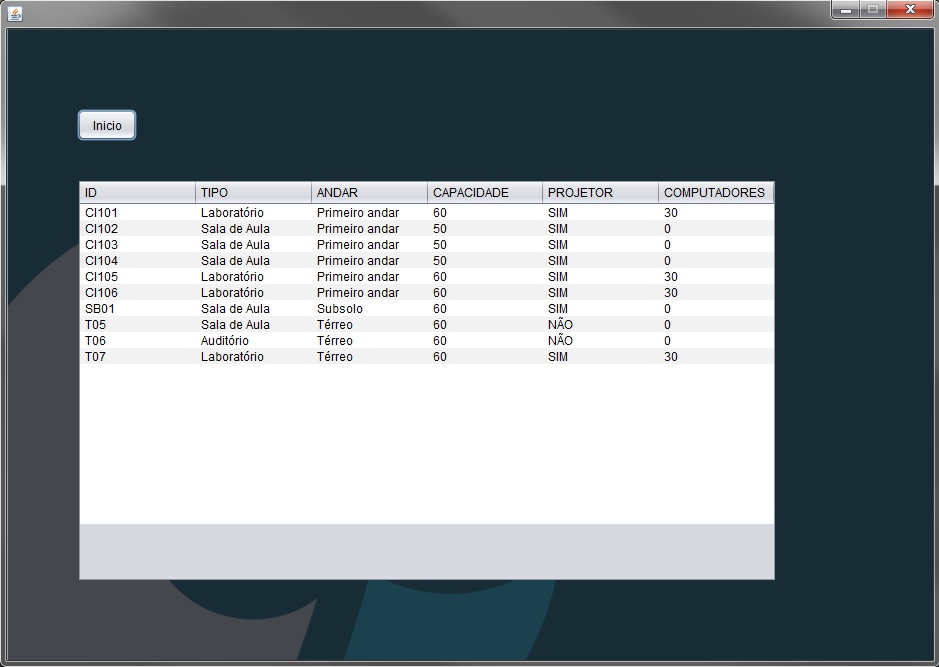 Inicio
ID TIPO ANDAR CAPACIDADE PROJETOR COMPUTADORES
CI101 Laboratório Primeiro andar 60 SIM 30
CI102 Sala de Aula Primeiro andar 50 SIM 0
CI103 Sala de Aula Primeiro andar 50 SIM 0
CI104 Sala de Aula Primeiro andar 50 SIM 0
CI105 Laboratório Primeiro andar 60 SIM 30
CI106 Laboratório Primeiro andar 60 SIM 30
SB01 Sala de Aula Subsolo 60 SIM 0
T05 Sala de Aula Térreo 60 NÃO 0
T06 Auditório Térreo 60 NÃO 0
T07 Laboratório Térreo 60 SIM 30